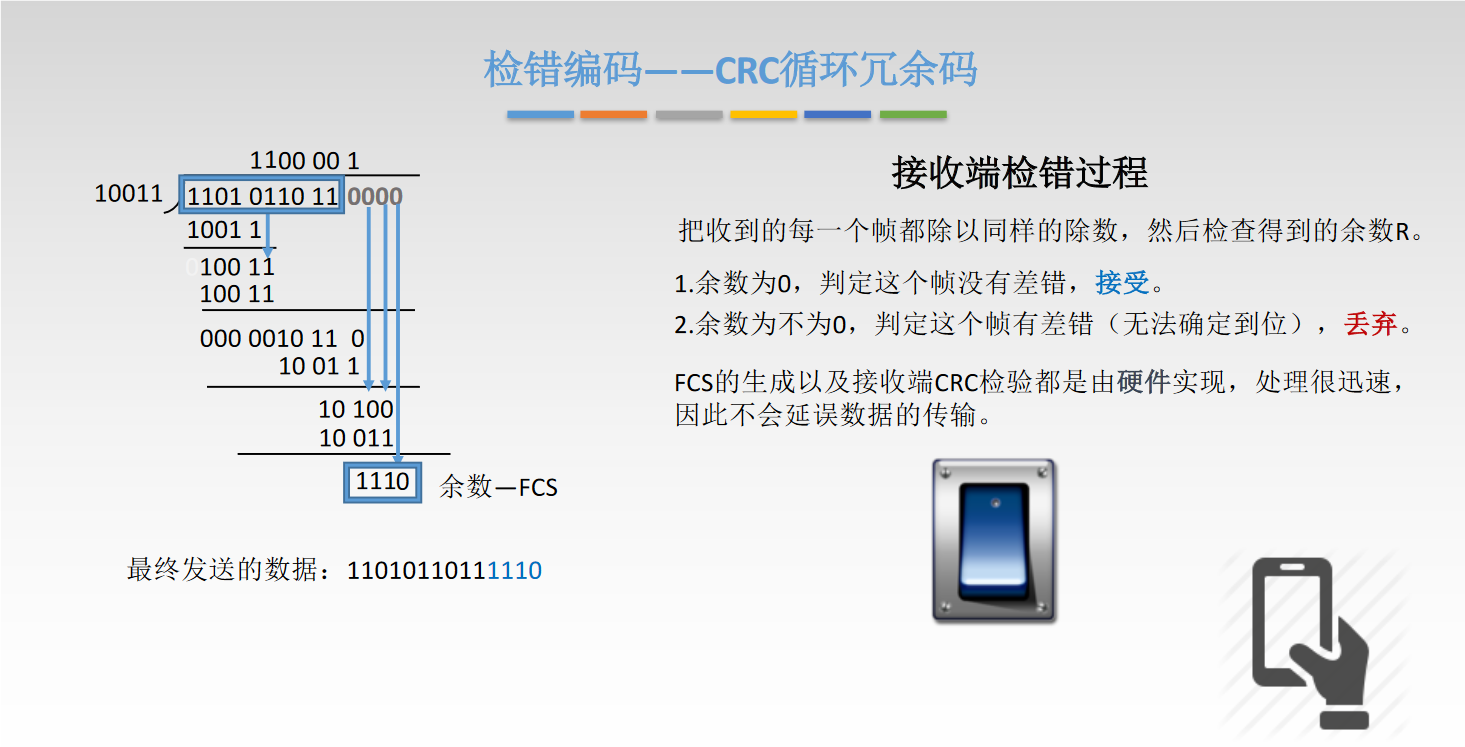 检错编码——CRC循环冗余码
1100 00 1
10011
1101 0110 11 0000
1001 1
0100 11
100 11
000 0010 11 0
10 01 1
10 100
10 011
1110 余数—FCS
最终发送的数据：11010110111110
接收端检错过程
把收到的每一个帧都除以同样的除数，然后检查得到的余数R。
1.余数为0，判定这个帧没有差错，接受。
2.余数为不为0，判定这个帧有差错（无法确定到位），丢弃。
FCS的生成以及接收端CRC检验都是由硬件实现，处理很迅速，
因此不会延误数据的传输。